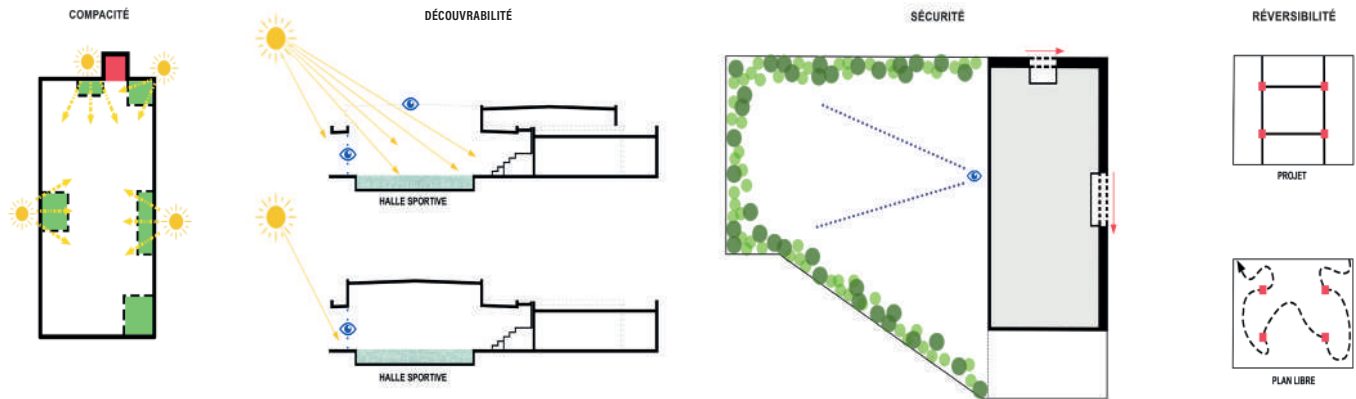 COMPACITÉ
DÉCOUVRABILITÉ
SÉCURITÉ
RÉVERSIBILITÉ
HALLE SPORTIVE
HALLE SPORTIVE
PROJET
PLAN LIBRE